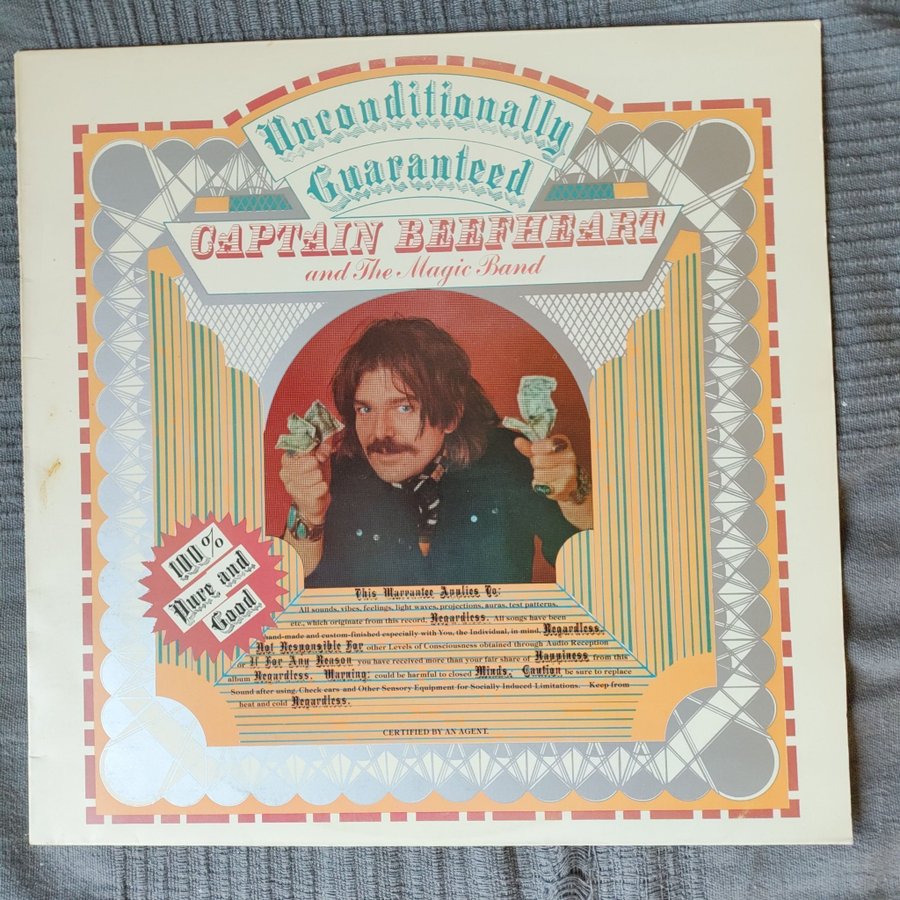 Unconditionally
Guaranteed
CAPTAIN BEEFHEART
and The Magic Band
100%
Pure and
Good
This Warrantee Applies To:
All sounds, vibes, feelings, light waves, projections, auras, test patterns,
etc., which originate from this record, Regardless. All songs have been
hand-made and custom-finished especially with You, the Individual, in mind, Regardless.
Not Responsible For other Levels of Consciousness obtained through Audio Reception
or If For Any Reason you have received more than your fair share of Happiness from this
album Regardless. Warning: could be harmful to closed Minds. Caution be sure to replace
Sound after using. Check ears and Other Sensory Equipment for Socially Induced Limitations. Keep from
heat and cold Regardless.
CERTIFIED BY AN AGENT.